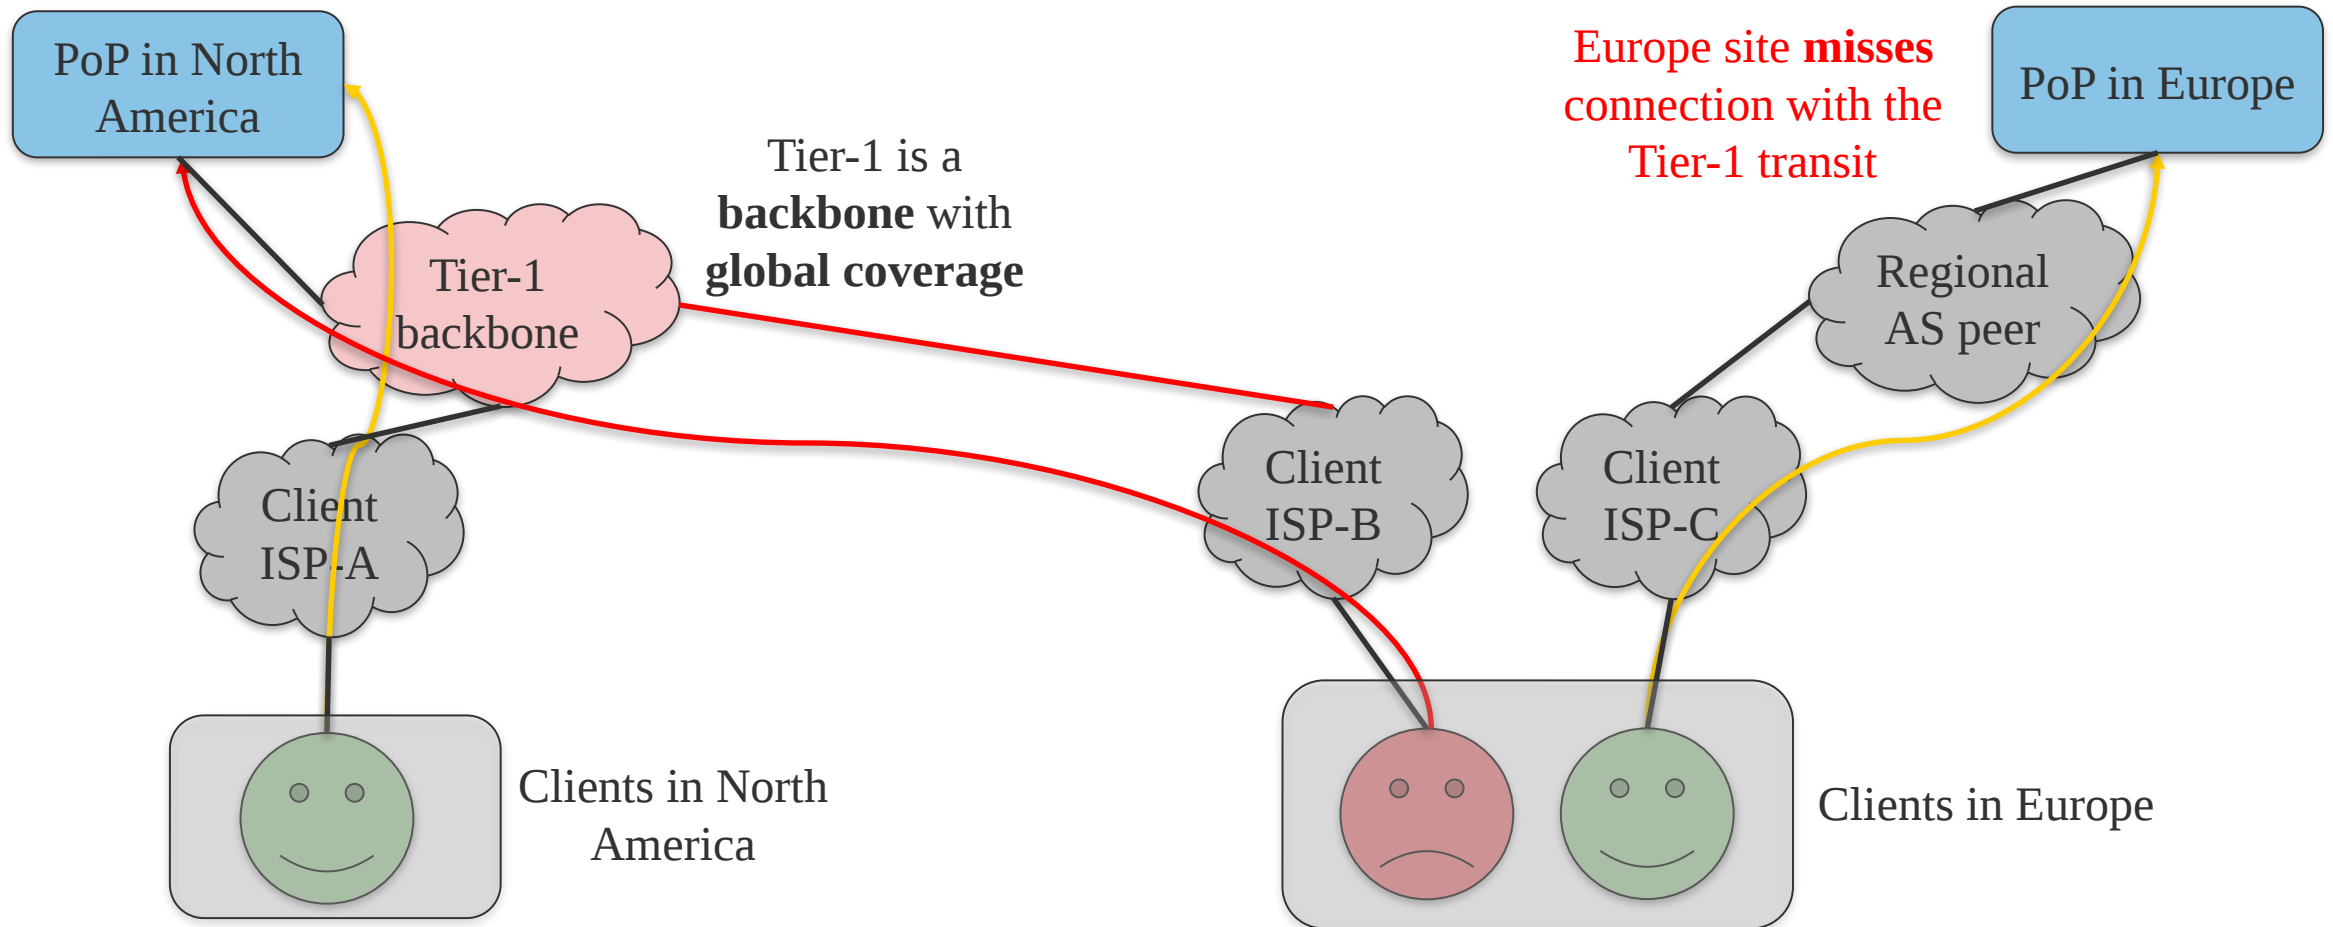 PoP in North
America
Europe site misses
connection with the
Tier-1 transit
PoP in Europe
Tier-1 is a
backbone with
global coverage
Tier-1
backbone
Regional
AS peer
Client
ISP-A
Client
ISP-B
Client
ISP-C
Clients in North
America
Clients in Europe